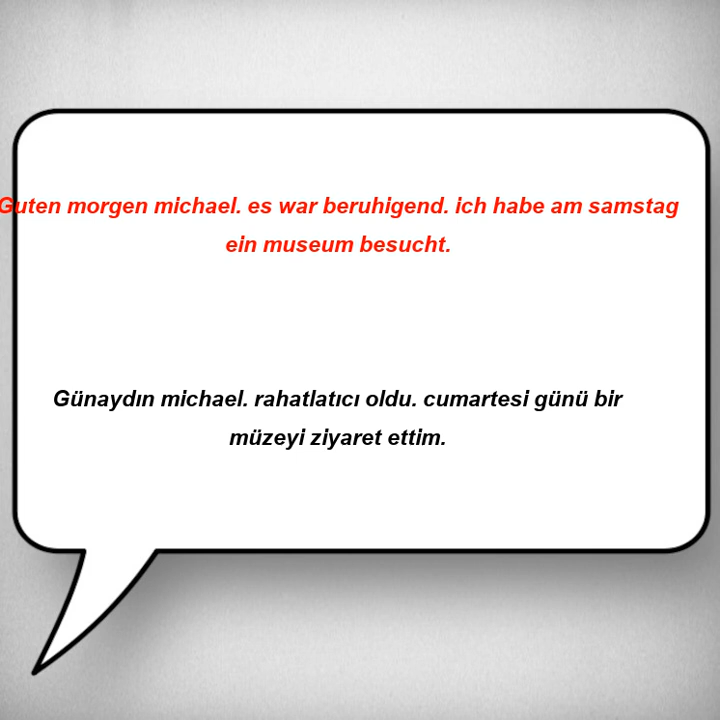 Guten morgen michael. es war beruhigend. ich habe am samstag
ein museum besucht.
Günaydın michael. rahatlatıcı oldu. cumartesi günü bir
müzeyi ziyaret ettim.